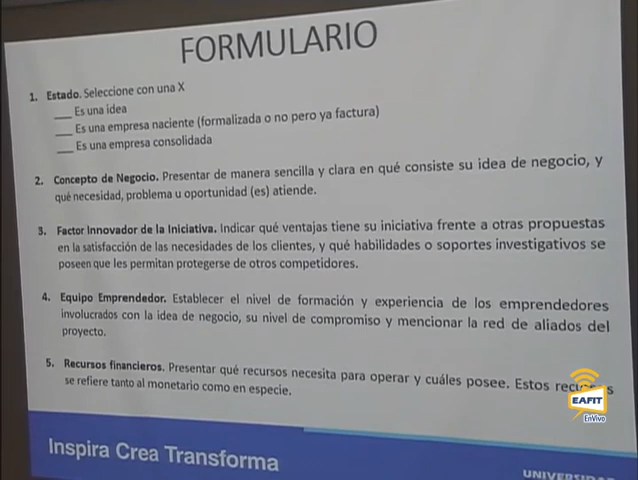 FORMULARIO
1. Estado. Seleccione con una X
___ Es una idea
___ Es una empresa naciente (formalizada o no pero ya factura)
___ Es una empresa consolidada
2. Concepto de Negocio. Presentar de manera sencilla y clara en qué consiste su idea de negocio, y
qué necesidad, problema u oportunidad (es) atiende.
3. Factor Innovador de la Iniciativa. Indicar qué ventajas tiene su iniciativa frente a otras propuestas
en la satisfacción de las necesidades de los clientes, y qué habilidades o soportes investigativos se
poseen que les permitan protegerse de otros competidores.
4. Equipo Emprendedor. Establecer el nivel de formación y experiencia de los emprendedores
involucrados con la idea de negocio, su nivel de compromiso y mencionar la red de aliados del
proyecto.
5. Recursos financieros. Presentar qué recursos necesita para operar y cuáles posee. Estos recursos
se refiere tanto al monetario como en especie.
EAFIT
EnVivo
Inspira Crea Transforma